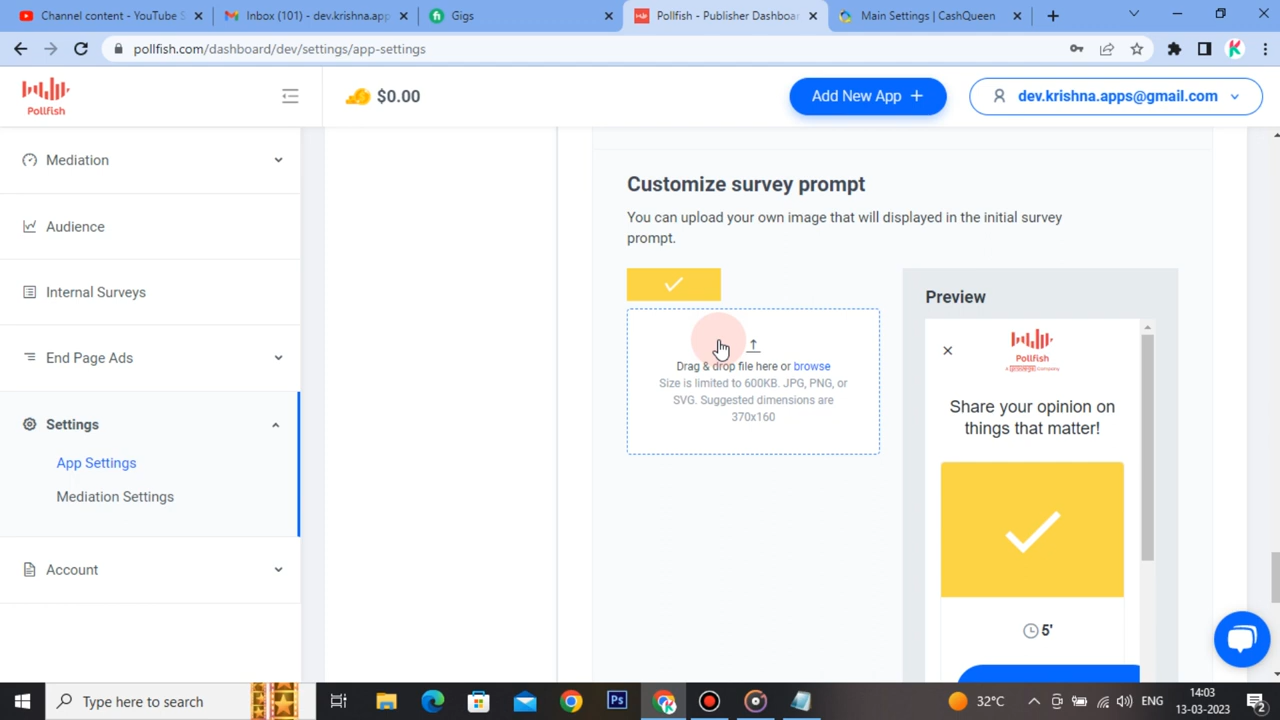 Channel content - YouTube S
Inbox (101) - dev.krishna.app
Gigs
Pollfish - Publisher Dashboa
Main Settings | CashQueen
pollfish.com/dashboard/dev/settings/app-settings
Pollfish
$0.00
Add New App +
dev.krishna.apps@gmail.com
Mediation
Audience
Internal Surveys
End Page Ads
Settings
App Settings
Mediation Settings
Account
Customize survey prompt
You can upload your own image that will displayed in the initial survey
prompt.
Drag & drop file here or browse
Size is limited to 600KB. JPG, PNG, or
SVG. Suggested dimensions are
370x160
Preview
Pollfish
A prodege Company
Share your opinion on
things that matter!
5'
Type here to search
Ps
32°C
ENG
14:03
13-03-2023
2